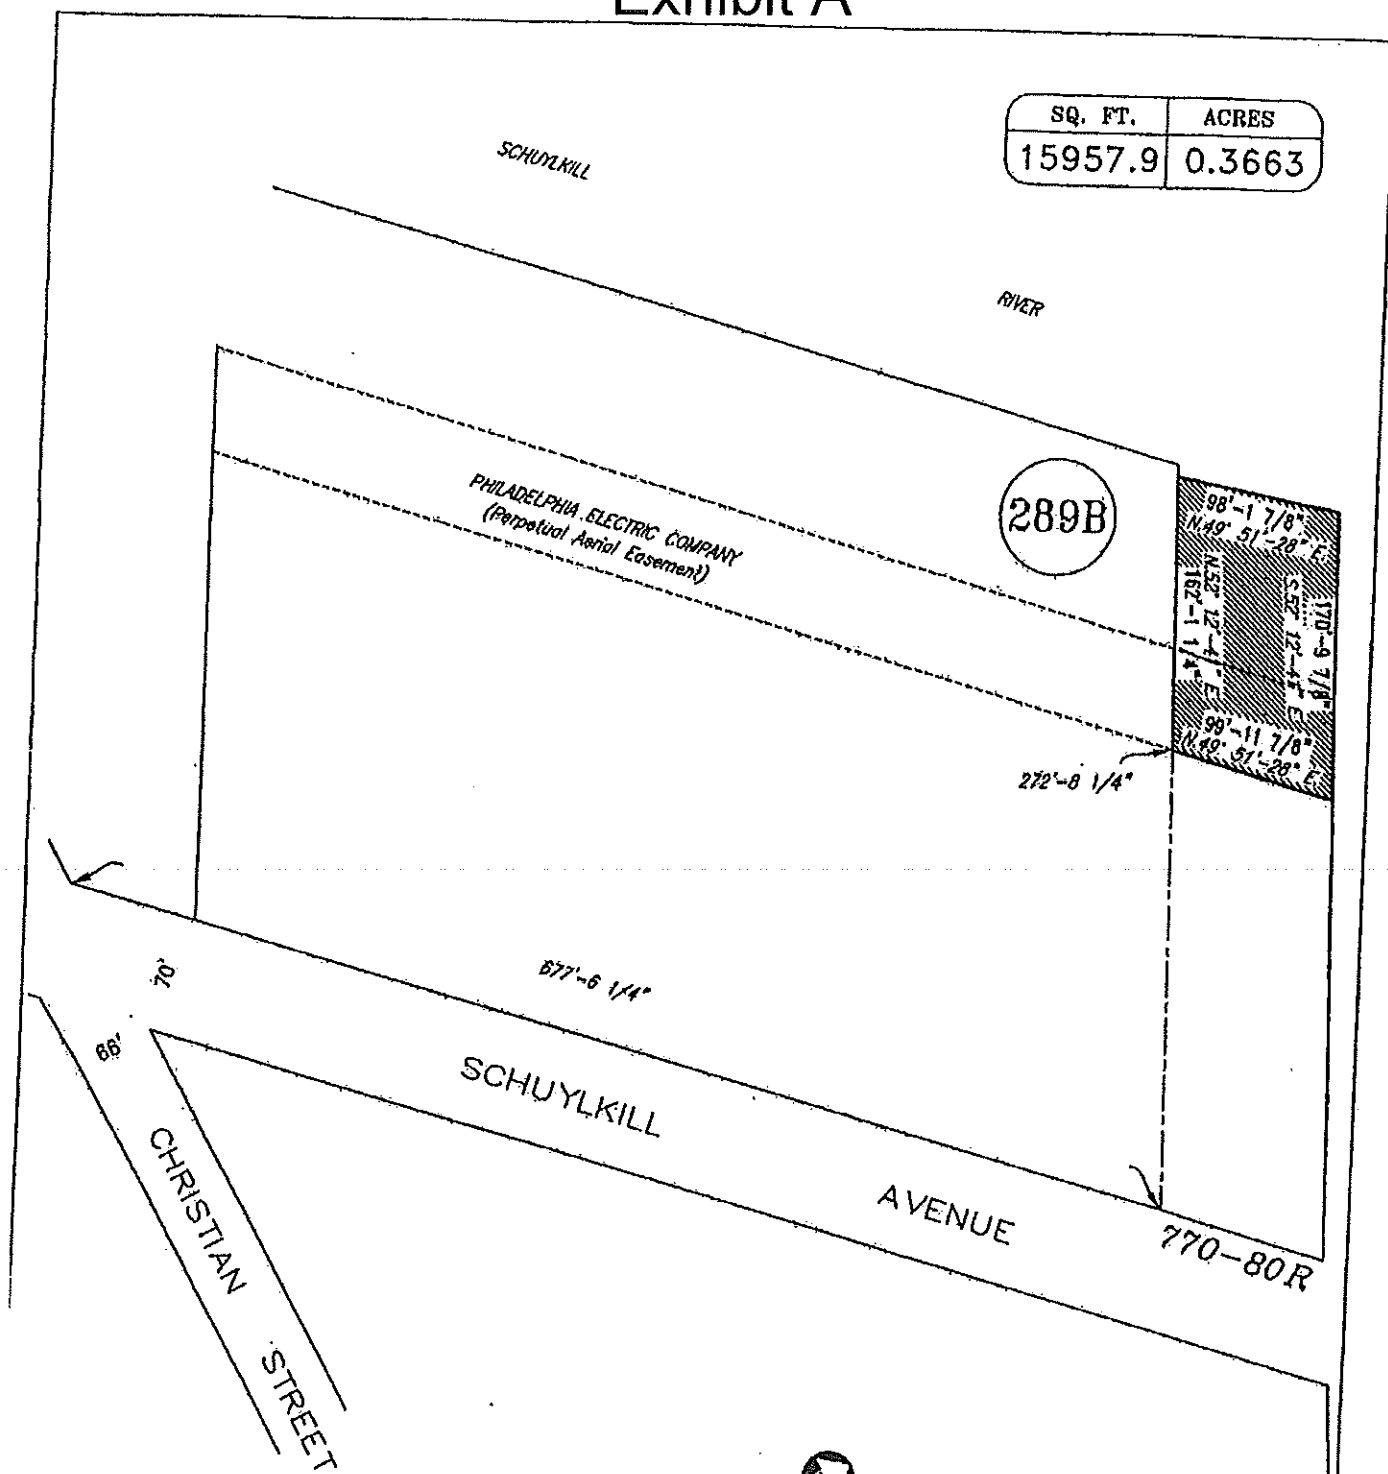 Exhibit A
SQ. FT. ACRES
15957.9 0.3663
SCHUYLKILL
RIVER
PHILADELPHIA ELECTRIC COMPANY
(Perpetual Aerial Easement)
289B
98'-1 7/8"
N.49° 51'-28" E.
N.52° 12'-41" E.
162'-1 1/4"
170'-9 7/8"
S.52° 12'-41" E.
99'-11 7/8"
N.49° 51'-28" E.
272'-8 1/4"
70'
66'
677'-6 1/4"
SCHUYLKILL
AVENUE
770-80R
CHRISTIAN
STREET